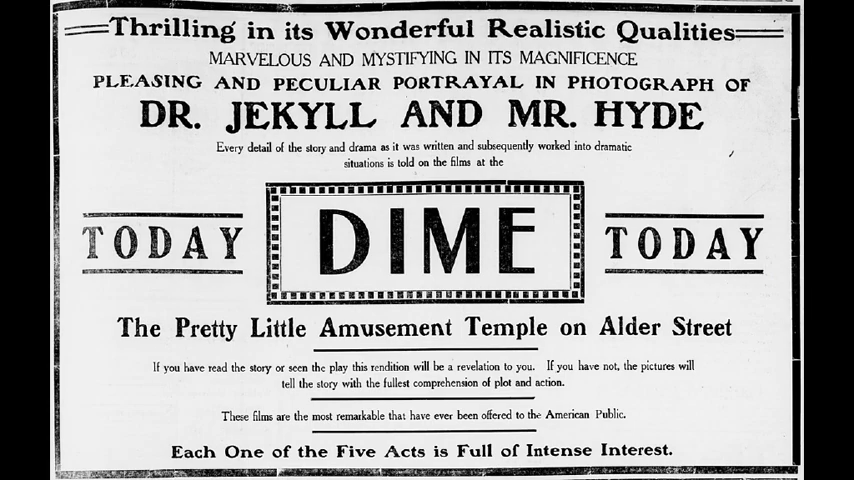 Thrilling in its Wonderful Realistic Qualities
MARVELOUS AND MYSTIFYING IN ITS MAGNIFICENCE
PLEASING AND PECULIAR PORTRAYAL IN PHOTOGRAPH OF
DR. JEKYLL AND MR. HYDE
Every detail of the story and drama as it was written and subsequently worked into dramatic
situations is told on the films at the
TODAY DIME TODAY
The Pretty Little Amusement Temple on Alder Street
If you have read the story or seen the play this rendition will be a revelation to you. If you have not, the pictures will
tell the story with the fullest comprehension of plot and action.
These films are the most remarkable that have ever been offered to the American Public.
Each One of the Five Acts is Full of Intense Interest.